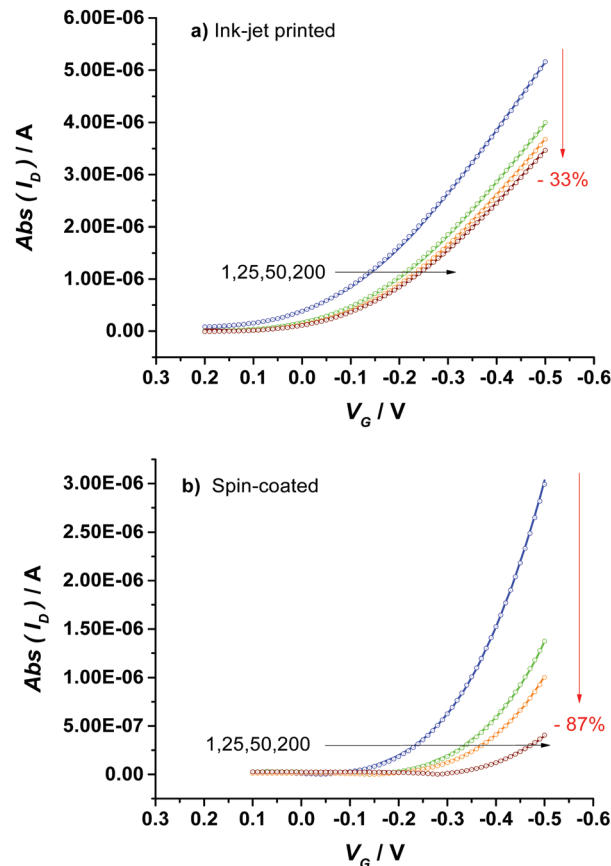 a) Ink-jet printed
6.00E-06
5.00E-06
4.00E-06
3.00E-06
2.00E-06
1.00E-06
0.00
Abs (I_D) / A
- 33%
1,25,50,200
0.3 0.2 0.1 0.0 -0.1 -0.2 -0.3 -0.4 -0.5 -0.6
V_G / V
b) Spin-coated
3.00E-06
2.50E-06
2.00E-06
1.50E-06
1.00E-06
5.00E-07
0.00
Abs (I_D) / A
- 87%
1,25,50,200
0.3 0.2 0.1 0.0 -0.1 -0.2 -0.3 -0.4 -0.5 -0.6
V_G / V